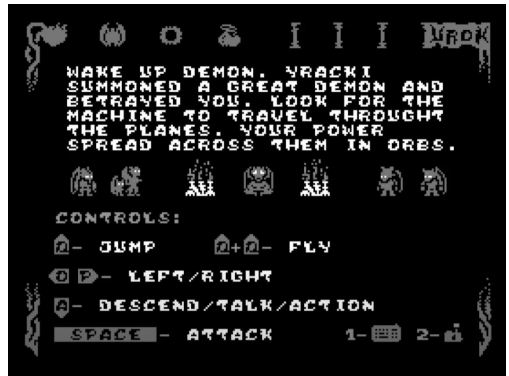 WAKE UP DEMON.
SUMMONED A GREAT DEMON AND
BETRAYED YOU. LOOK FOR THE
MACHINE TO TRAVEL THROUGHT
THE PLANES. YOUR POWER
SPREAD ACROSS THEM IN ORBS.
CONTROLS:
Q- JUMP Q+Q- FLY
O P- LEFT/RIGHT
A- DESCEND/TALK/ACTION
SPACE - ATTACK 1- 2-